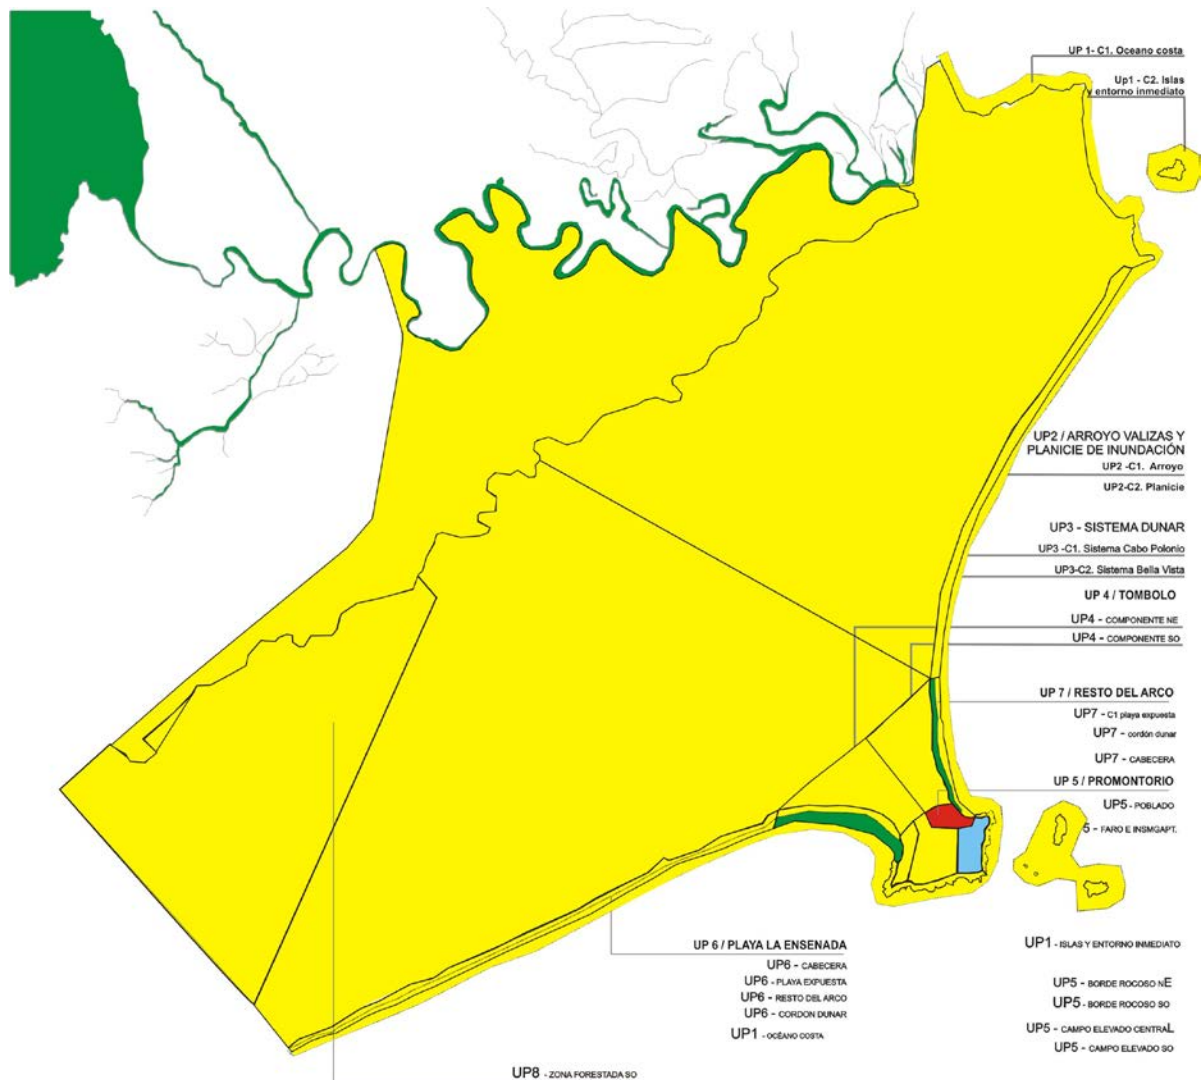 UP 1- C1. Oceano costa
Up1 - C2. Islas
y entorno inmediato
UP2 / ARROYO VALIZAS Y
PLANICIE DE INUNDACIÓN
UP2 -C1. Arroyo
UP2-C2. Planicie
UP3 - SISTEMA DUNAR
UP3 -C1. Sistema Cabo Polonio
UP3-C2. Sistema Bella Vista
UP 4 / TOMBOLO
UP4 - COMPONENTE NE
UP4 - COMPONENTE SO
UP 7 / RESTO DEL ARCO
UP7 - C1 playa expuesta
UP7 - cordón dunar
UP7 - CABECERA
UP 5 / PROMONTORIO
UP5 - POBLADO
5 - FARO E INSMGAPT.
UP 6 / PLAYA LA ENSENADA
UP6 - CABECERA
UP6 - PLAYA EXPUESTA
UP6 - RESTO DEL ARCO
UP6 - CORDON DUNAR
UP1 - OCÉANO COSTA
UP1 - ISLAS Y ENTORNO INMEDIATO
UP5 - BORDE ROCOSO NE
UP5 - BORDE ROCOSO SO
UP5 - CAMPO ELEVADO CENTRAL
UP5 - CAMPO ELEVADO SO
UP8 - ZONA FORESTADA SO